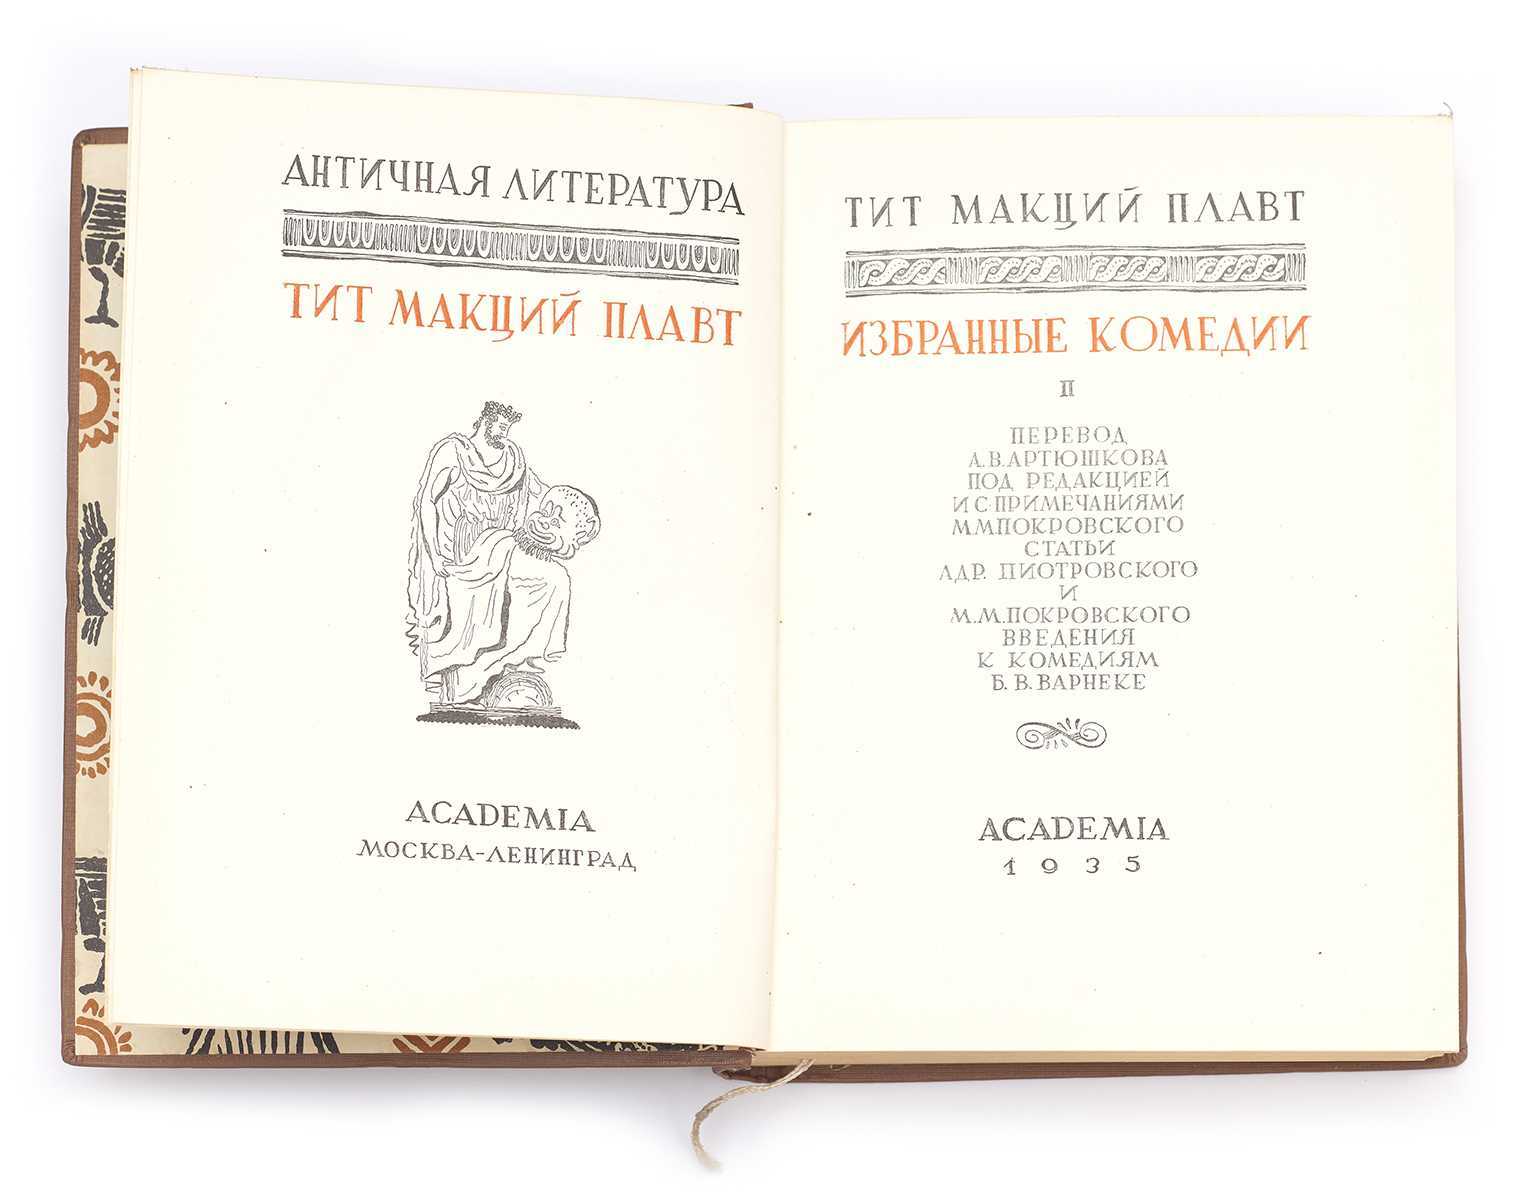 АНТИЧНАЯ ЛИТЕРАТУРА
ТИТ МАКЦИЙ ПЛАВТ
ACADEMIA
МОСКВА-ЛЕНИНГРАД
ТИТ МАКЦИЙ ПЛАВТ
ИЗБРАННЫЕ КОМЕДИИ
II
ПЕРЕВОД
А.В.АРТЮШКОВА
ПОД РЕДАКЦИЕЙ
И С ПРИМЕЧАНИЯМИ
М.М.ПОКРОВСКОГО
СТАТЬИ
АДР. ПИОТРОВСКОГО
И
М.М.ПОКРОВСКОГО
ВВЕДЕНИЯ
К КОМЕДИЯМ
Б.В.ВАРНЕКЕ
ACADEMIA
1935